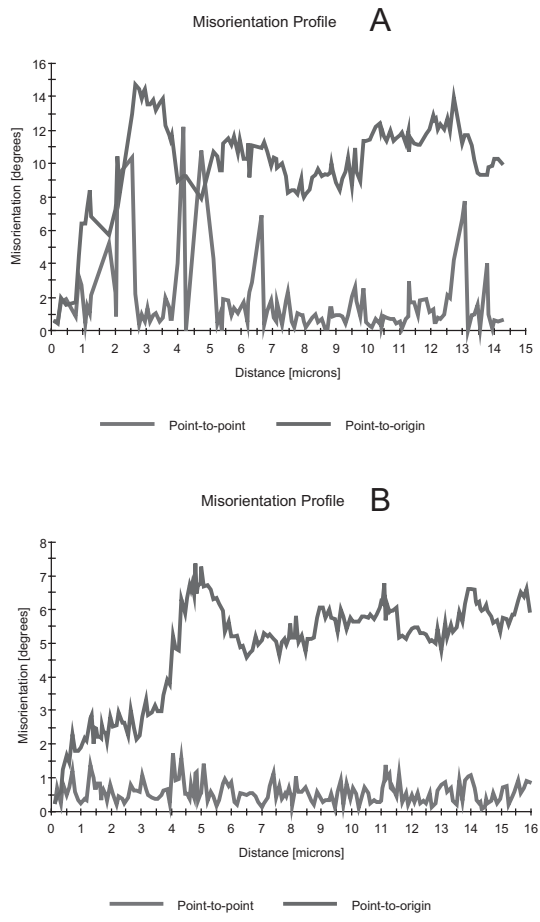 Misorientation Profile A
16
14
12
10
8
6
4
2
0
Misorientation [degrees]
0 1 2 3 4 5 6 7 8 9 10 11 12 13 14 15
Distance [microns]
Point-to-point Point-to-origin
Misorientation Profile B
8
7
6
5
4
3
2
1
0
Misorientation [degrees]
0 1 2 3 4 5 6 7 8 9 10 11 12 13 14 15 16
Distance [microns]
Point-to-point Point-to-origin